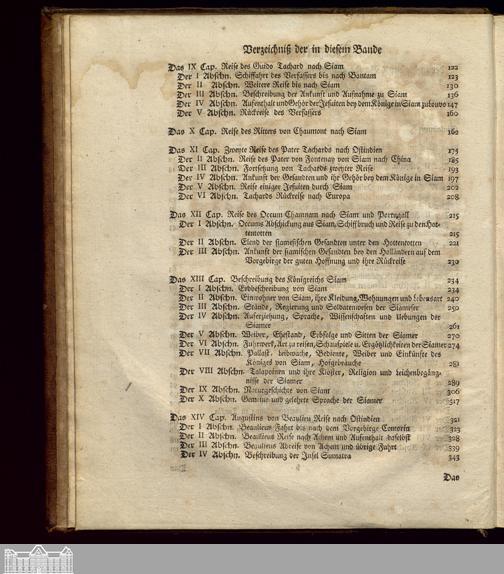 Verzeichniß der in diesem Bande
Das IX Cap. Reise des Guido Tachard nach Siam 122
Der I Abschn. Schiffahrt des Verfassers bis nach Bantam 123
Der II Abschn. Weitere Reise bis nach Siam 130
Der III Abschn. Beschreibung der Ankunft und Aufnahme zu Siam 136
Der IV Abschn. Aufenthalt und Gehör der Jesuiten bey dem Könige in Siam zu Louvo 147
Der V Abschn. Rückreise des Verfassers 160
Das X Cap. Reise des Ritters von Chaumont nach Siam 160
Das XI Cap. Zweyte Reise des Pater Tachards nach Ostindien 175
Der II Abschn. Reise des Pater von Fontenay von Siam nach China 185
Der III Abschn. Fortsetzung von Tachards zweyter Reise 193
Der IV Abschn. Ankunft der Gesandten und ihr Gehör bey dem Könige in Siam 197
Der V Abschn. Reise einiger Jesuiten durch Siam 202
Der VI Abschn. Tachards Rückreise nach Europa 208
Das XII Cap. Reise des Occum Chamnam nach Siam und Portugall 215
Der I Abschn. Occums Abschickung aus Siam, Schiffbruch und Reise zu den Hot-
tentotten 215
Der II Abschn. Elend der siamesischen Gesandten unter den Hottentotten 221
Der III Abschn. Ankunft der siamischen Gesandten bey den Holländern auf dem
Vorgebirge der guten Hoffnung und ihre Rückreise 230
Das XIII Cap. Beschreibung des Königreichs Siam 234
Der I Abschn. Erdbeschreibung von Siam 234
Der II Abschn. Einwohner von Siam, ihre Kleidung, Wohnungen und Lebensart 240
Der III Abschn. Stände, Regierung und Soldatenwesen der Siameser 250
Der IV Abschn. Auferziehung, Sprache, Wissenschaften und Uebungen der
Siamer 261
Der V Abschn. Weiber, Ehestand, Erbfolge und Sitten der Siamer 270
Der VI Abschn. Fuhrwerk, Art zu reisen, Schauspiele u. Ergötzlichkeiten der Siamer 274
Der VII Abschn. Pallast, Leibwache, Bediente, Weiber und Einkünfte des
Königes von Siam, Hofgebräuche 281
Der VIII Abschn. Talapoinen und ihre Klöster, Religion und Leichenbegäng-
nisse der Siamer 289
Der IX Abschn. Naturgeschichte von Siam 306
Der X Abschn. Gemeine und gelehrte Sprache der Siamer 317
Das XIV Cap. Augustins von Beaulieu Reise nach Ostindien 321
Der I Abschn. Beaulieus Fahrt bis nach dem Vorgebirge Comorin 323
Der II Abschn. Beaulieus Reise nach Achem und Aufenthalt daselbst 328
Der III Abschn. Beaulieus Abreise von Achem und übrige Fahrt 339
Der IV Abschn. Beschreibung der Insel Sumatra 343
Das